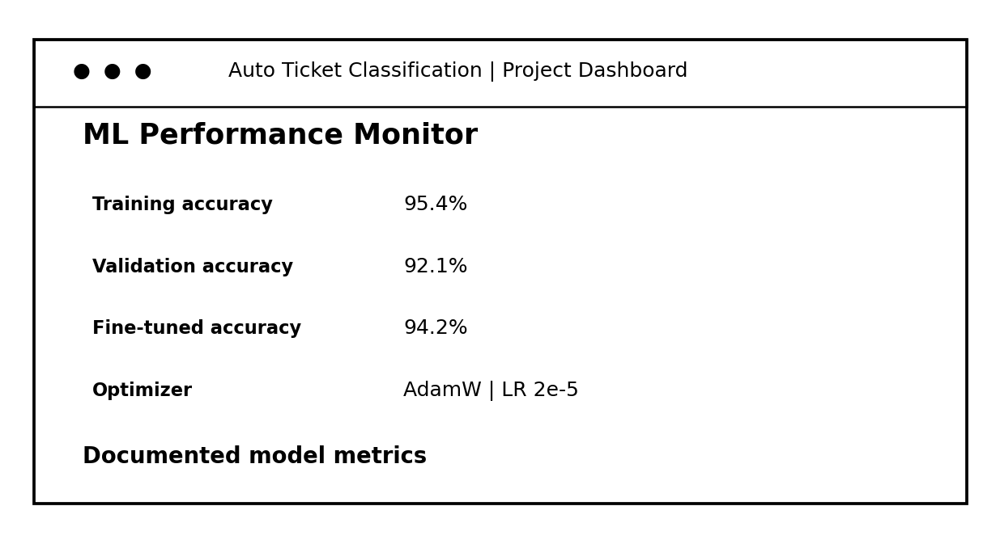 Auto Ticket Classification | Project Dashboard
ML Performance Monitor
Training accuracy 95.4%
Validation accuracy 92.1%
Fine-tuned accuracy 94.2%
Optimizer AdamW | LR 2e-5
Documented model metrics